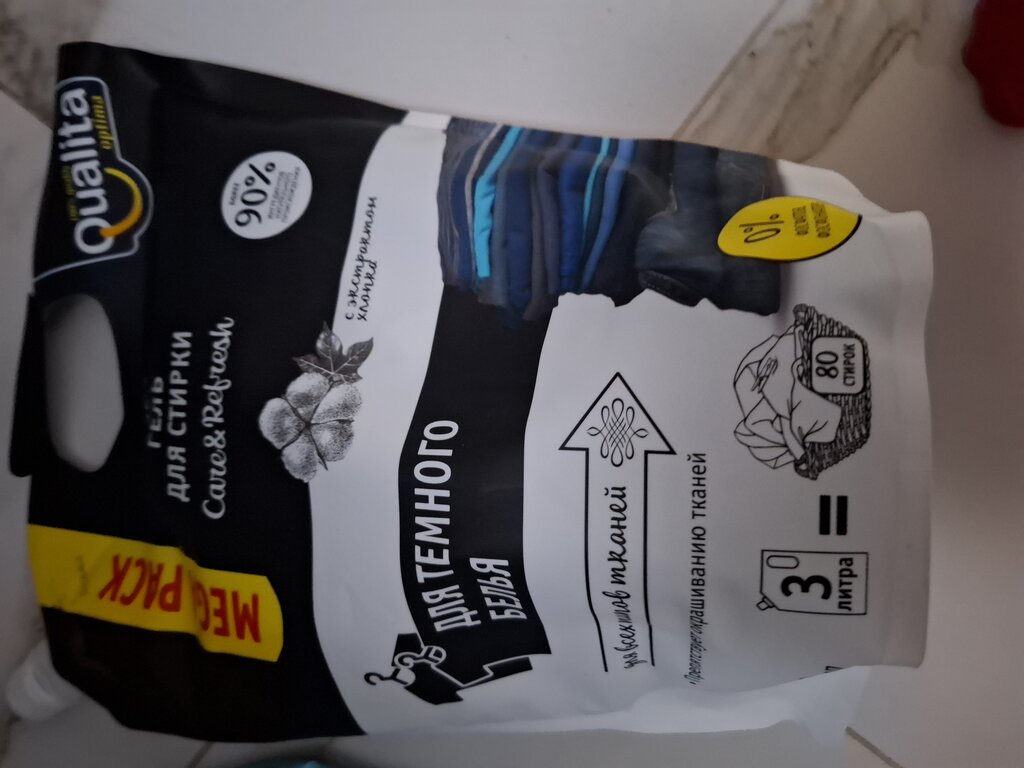 Qualita
optima
ГЕЛЬ
ДЛЯ СТИРКИ
Care&Refresh
MEGA PACK
БОЛЕЕ
90%
с экстрактом
хлопка
ДЛЯ ТЕМНОГО
БЕЛЬЯ
0%
для всех типов тканей
*Препятствует окрашиванию тканей
3
литра
=
80
СТИРОК